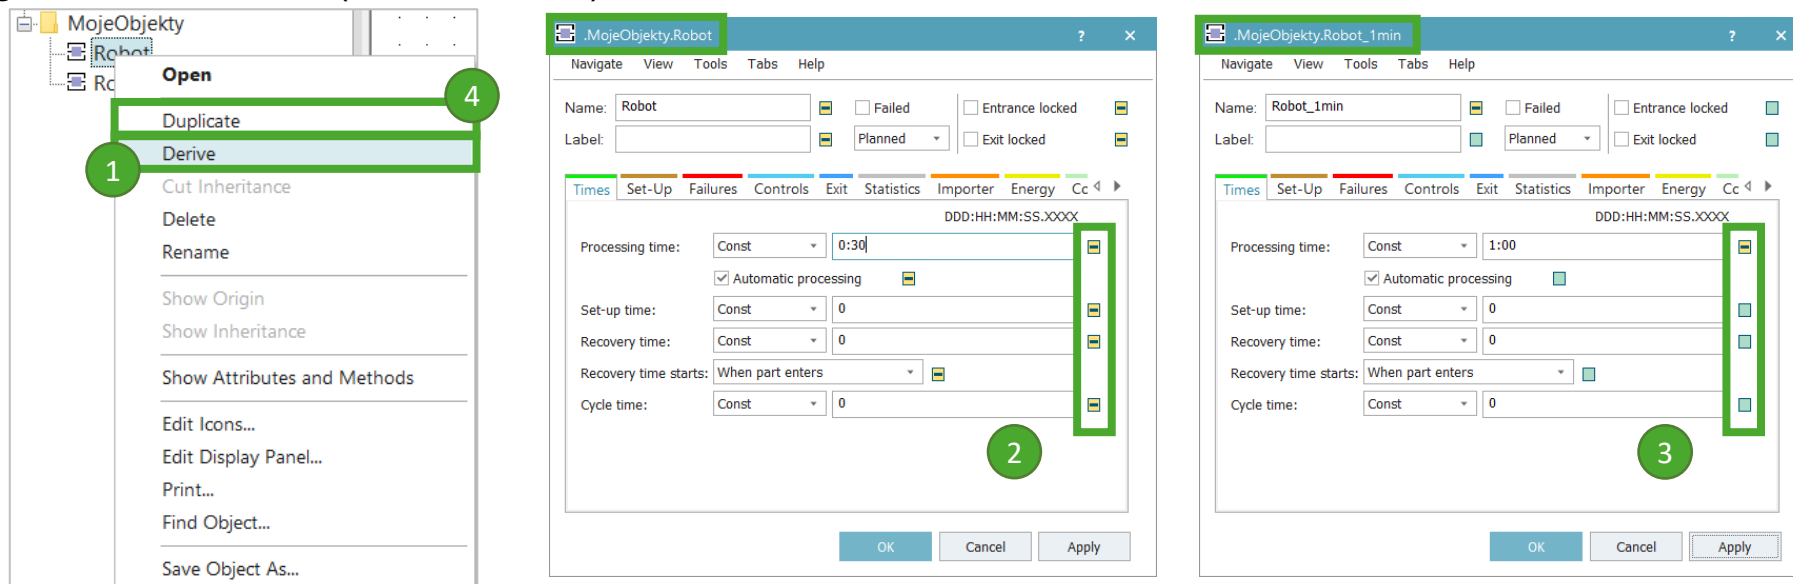 MojeObjekty
Robot
Ro
Open
4
Duplicate
1
Derive
Cut Inheritance
Delete
Rename
Show Origin
Show Inheritance
Show Attributes and Methods
Edit Icons...
Edit Display Panel...
Print...
Find Object...
Save Object As...
.MojeObjekty.Robot ? ×
Navigate View Tools Tabs Help
Name: Robot Failed Entrance locked
Label: Planned Exit locked
Times Set-Up Failures Controls Exit Statistics Importer Energy Cc
DDD:HH:MM:SS.XXXX
Processing time: Const 0:30
Automatic processing
Set-up time: Const 0
Recovery time: Const 0
Recovery time starts: When part enters
Cycle time: Const 0
2
OK Cancel Apply
.MojeObjekty.Robot_1min ? ×
Navigate View Tools Tabs Help
Name: Robot_1min Failed Entrance locked
Label: Planned Exit locked
Times Set-Up Failures Controls Exit Statistics Importer Energy Cc
DDD:HH:MM:SS.XXXX
Processing time: Const 1:00
Automatic processing
Set-up time: Const 0
Recovery time: Const 0
Recovery time starts: When part enters
Cycle time: Const 0
3
OK Cancel Apply